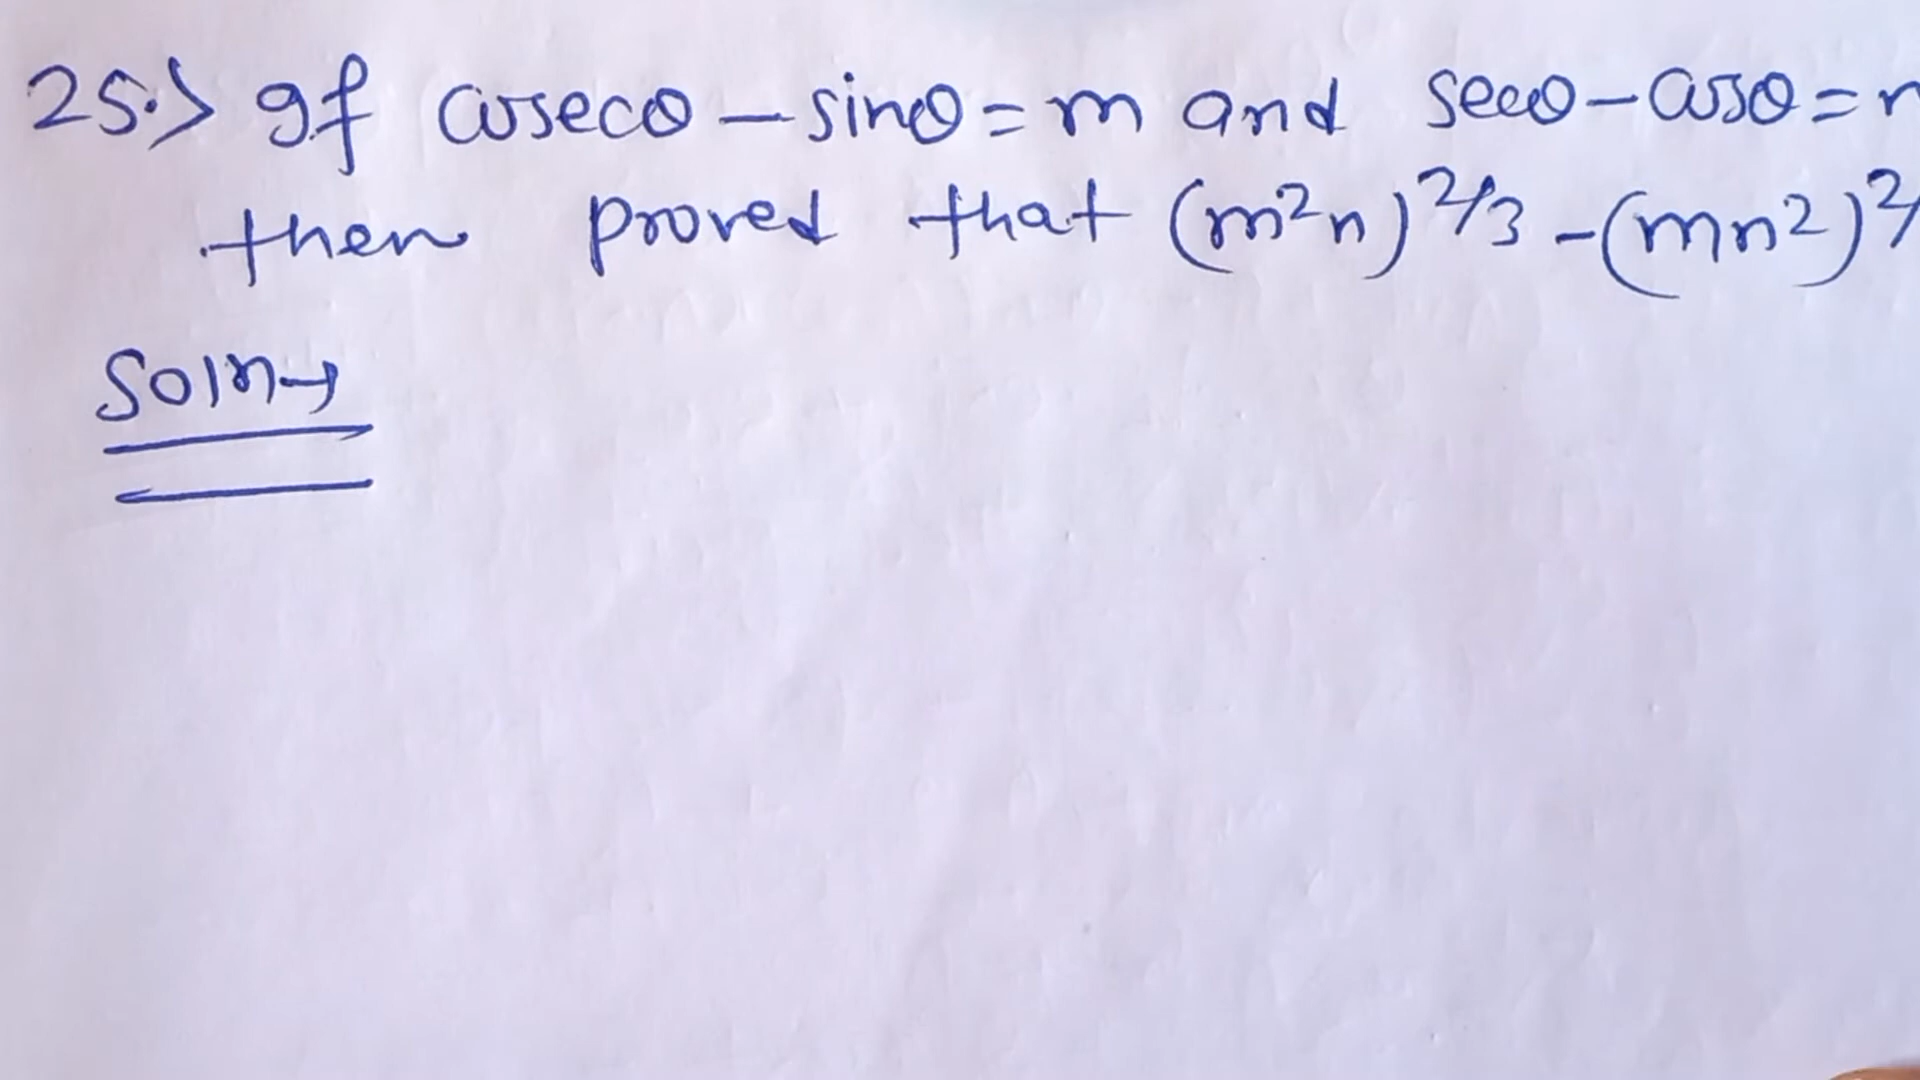 25.> If cosecθ - sinθ = m and secθ - cosθ = n
then proved that (m²n)^2/3 - (mn²)^2/
Soln→